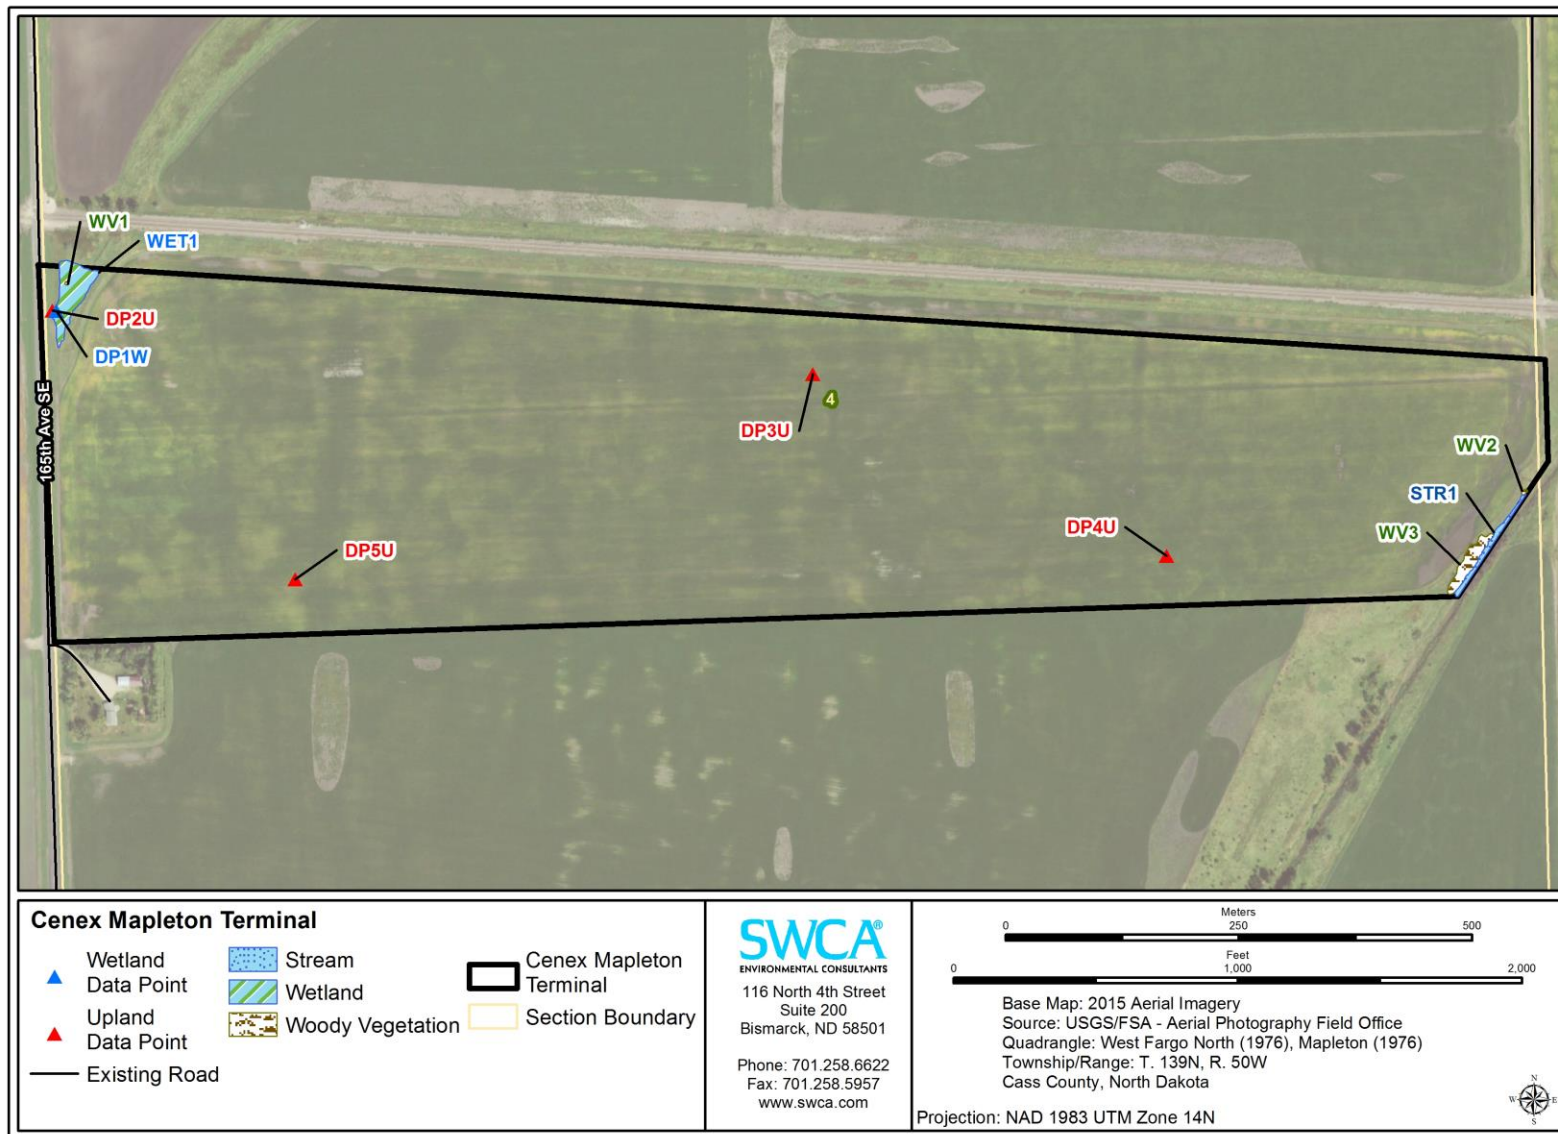 WV1
WET1
DP2U
DP1W
165th Ave SE
4
DP3U
WV2
STR1
DP4U
WV3
DP5U
Cenex Mapleton Terminal
Wetland
Data Point
Upland
Data Point
Existing Road
Stream
Wetland
Woody Vegetation
Cenex Mapleton
Terminal
Section Boundary
SWCA®
ENVIRONMENTAL CONSULTANTS
116 North 4th Street
Suite 200
Bismarck, ND 58501
Phone: 701.258.6622
Fax: 701.258.5957
www.swca.com
Meters
0 250 500
Feet
0 1,000 2,000
Base Map: 2015 Aerial Imagery
Source: USGS/FSA - Aerial Photography Field Office
Quadrangle: West Fargo North (1976), Mapleton (1976)
Township/Range: T. 139N, R. 50W
Cass County, North Dakota
Projection: NAD 1983 UTM Zone 14N
N
W E
S